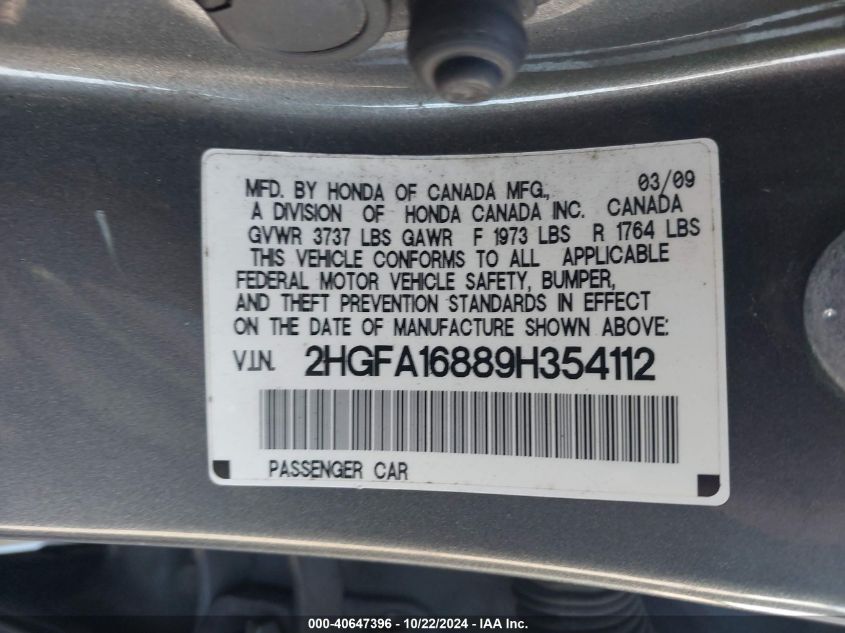 MFD. BY HONDA OF CANADA MFG., 03/09
A DIVISION OF HONDA CANADA INC. CANADA
GVWR 3737 LBS GAWR F 1973 LBS R 1764 LBS
THIS VEHICLE CONFORMS TO ALL APPLICABLE
FEDERAL MOTOR VEHICLE SAFETY, BUMPER,
AND THEFT PREVENTION STANDARDS IN EFFECT
ON THE DATE OF MANUFACTURE SHOWN ABOVE:
V.I.N. 2HGFA16889H354112
PASSENGER CAR
000-40647396 - 10/22/2024 - IAA Inc.